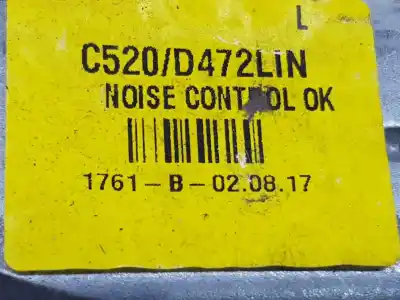 L
C520/D472LIN
NOISE CONTROL OK
1761-B-02.08.17